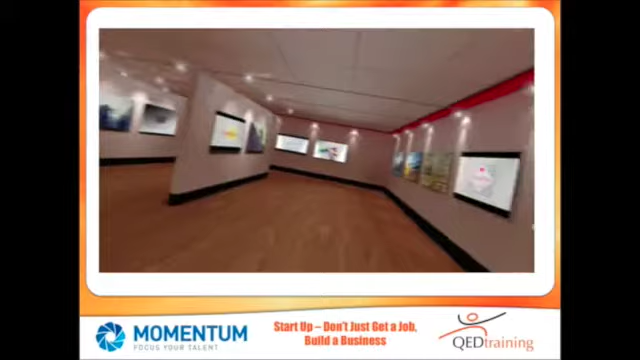 MOMENTUM
FOCUS YOUR TALENT
Start Up – Don't Just Get a Job,
Build a Business
QEDtraining